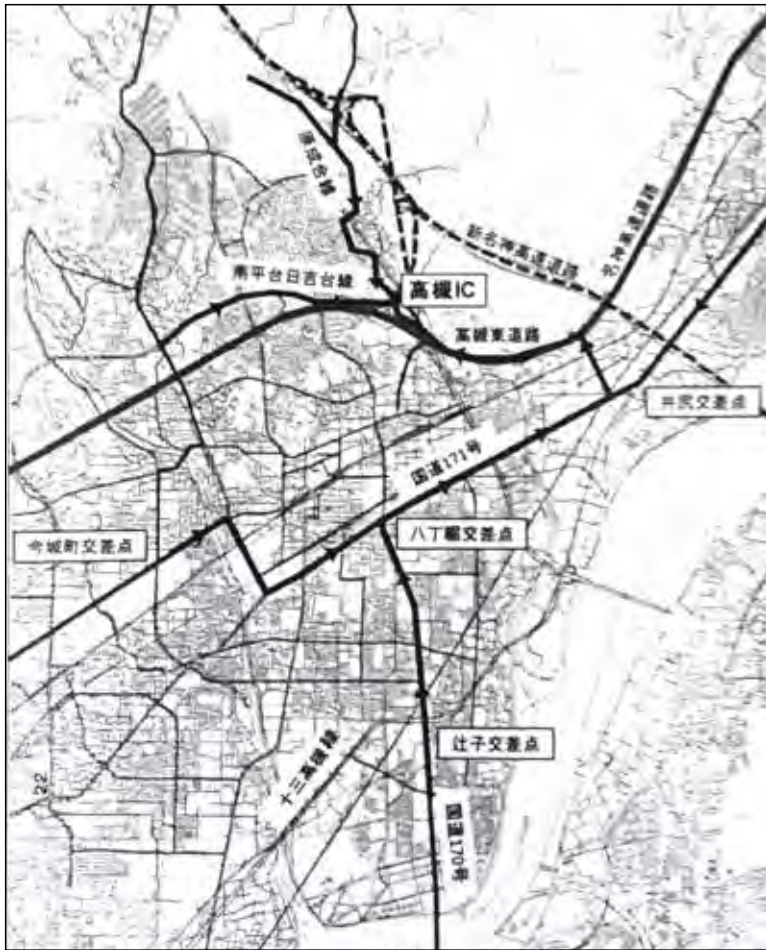 原成台線
新名神高速道路
名神高速道路
南平台日吉台線
高槻IC
高槻東道路
井尻交差点
国道171号
今城町交差点
八丁畷交差点
辻子交差点
十三高槻線
国道170号
22